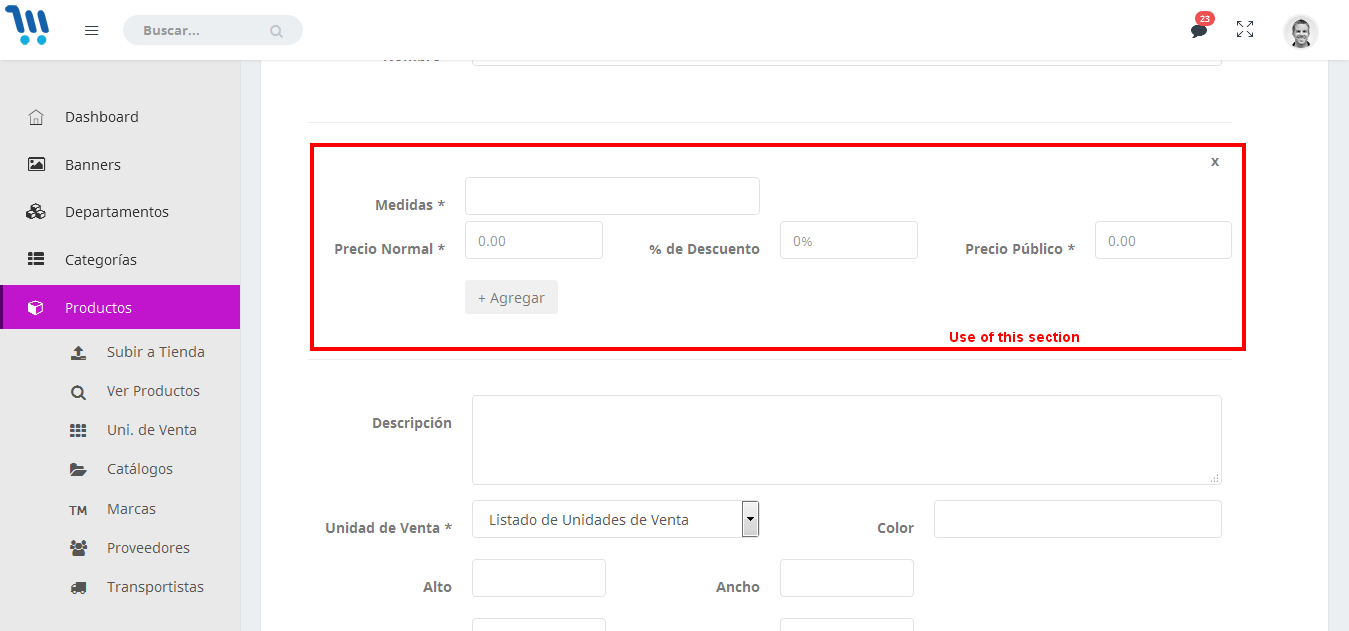 Buscar...
23
Nombre
Dashboard
Banners
Departamentos
Categorías
Productos
Subir a Tienda
Ver Productos
Uni. de Venta
Catálogos
TM Marcas
Proveedores
Transportistas
x
Medidas *
Precio Normal * 0.00 % de Descuento 0% Precio Público * 0.00
+ Agregar
Use of this section
Descripción
Unidad de Venta * Listado de Unidades de Venta Color
Alto Ancho